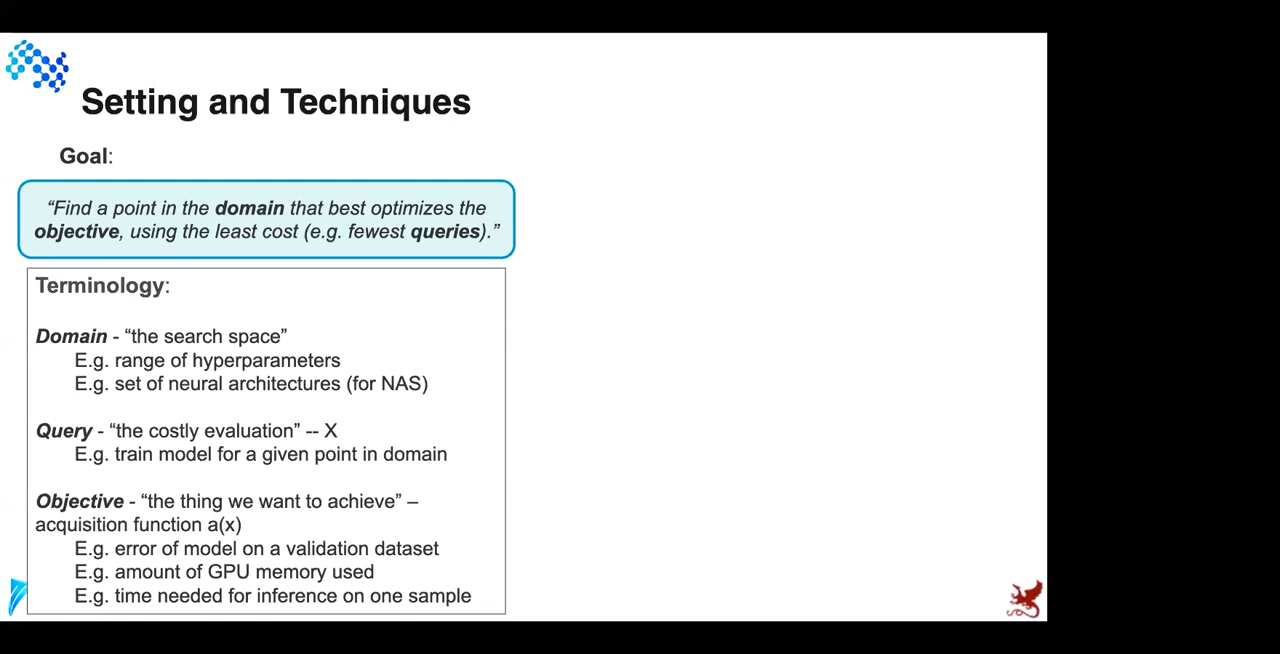 Setting and Techniques
Goal:
“Find a point in the domain that best optimizes the
objective, using the least cost (e.g. fewest queries).”
Terminology:
Domain - “the search space”
E.g. range of hyperparameters
E.g. set of neural architectures (for NAS)
Query - “the costly evaluation” -- X
E.g. train model for a given point in domain
Objective - “the thing we want to achieve” –
acquisition function a(x)
E.g. error of model on a validation dataset
E.g. amount of GPU memory used
E.g. time needed for inference on one sample